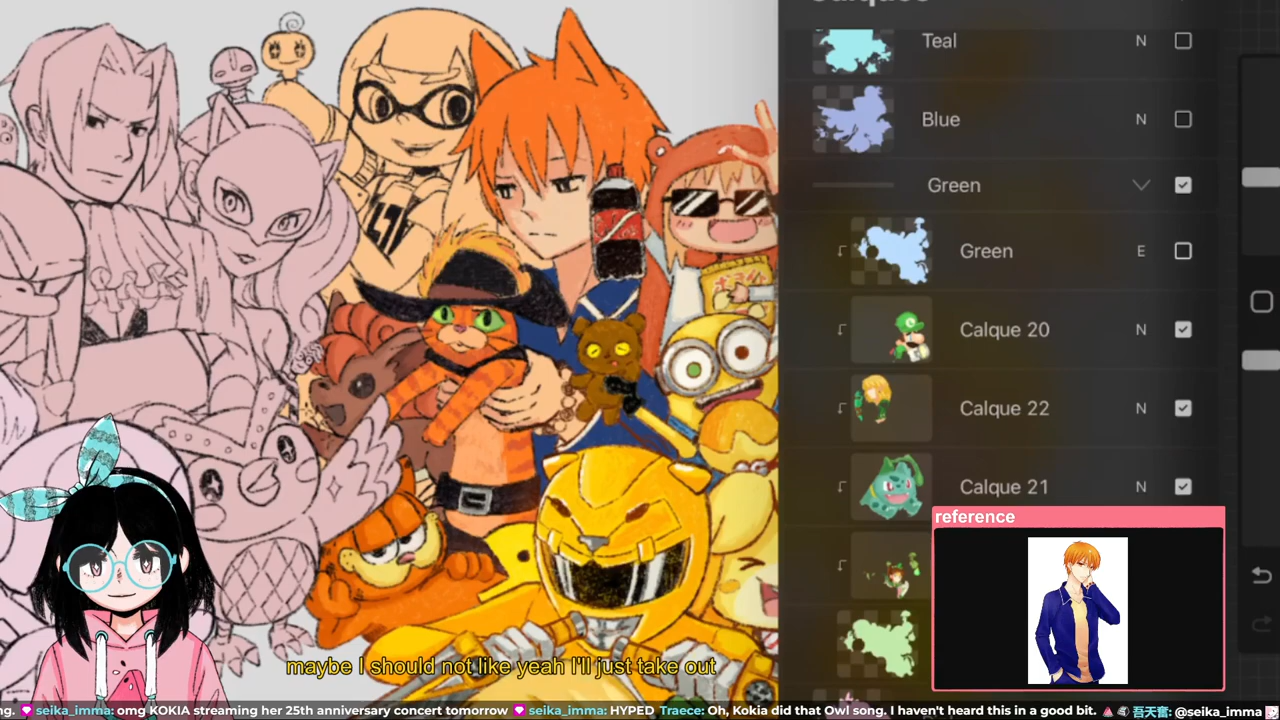 Teal N
Blue N
Green
Green E
Calque 20 N
Calque 22 N
Calque 21 N
reference
maybe I should not like yeah I'll just take out
ng. seika_imma: omg KOKIA streaming her 25th anniversary concert tomorrow seika_imma: HYPED Traece: Oh, Kokia did that Owl song. I haven't heard this in a good bit. 吾天奮: @seika_imma